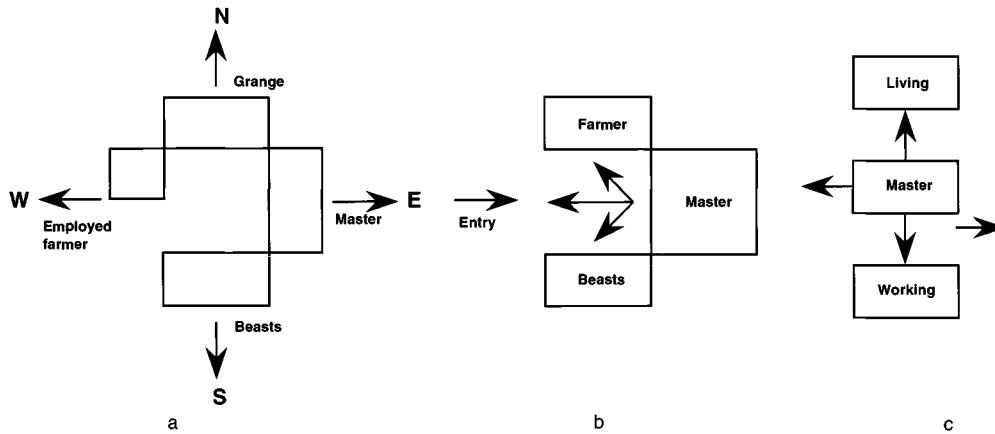 N
Grange
W
Employed
farmer
Master
E
Beasts
S
a
Farmer
Entry
Master
Beasts
b
Living
Master
Working
c